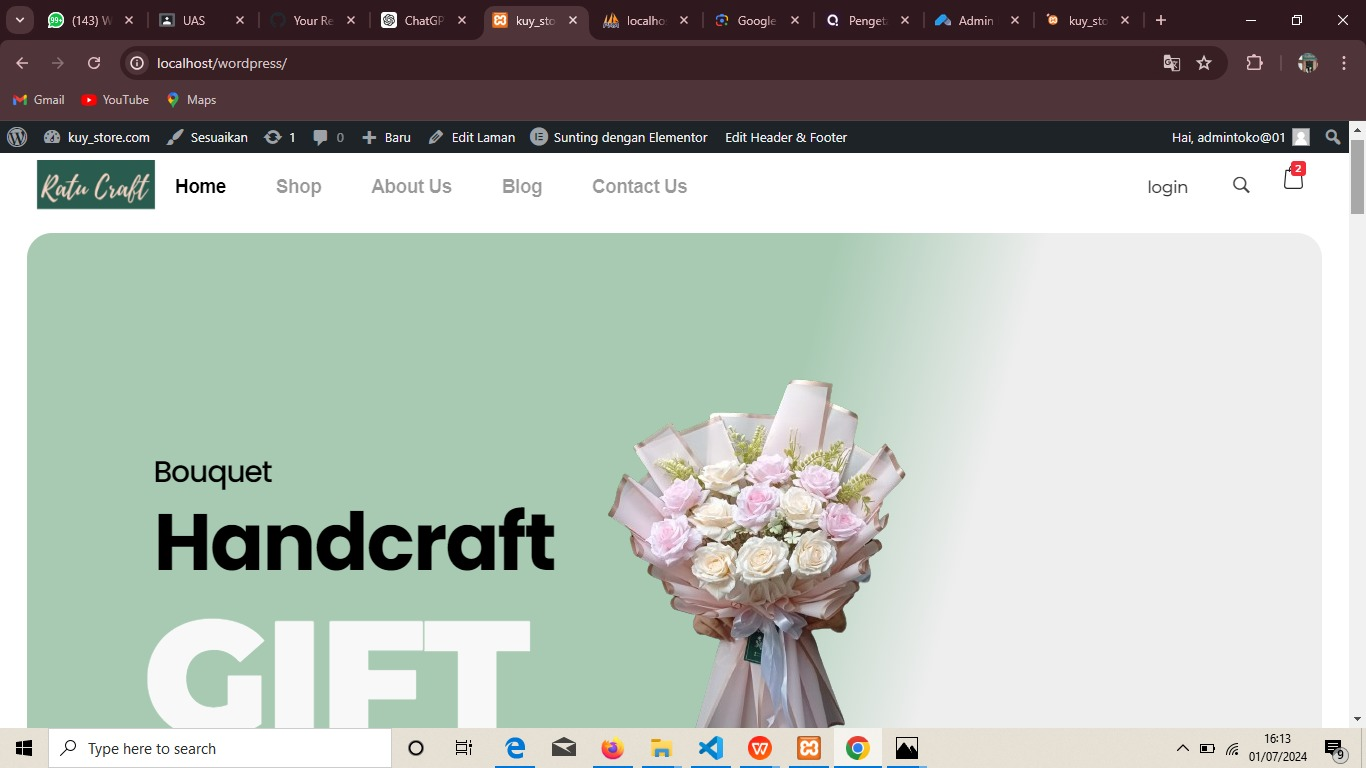 (143) W
UAS
Your Re
ChatGP
kuy_sto
localho
Google
Penget
Admin
kuy_sto
localhost/wordpress/
Gmail
YouTube
Maps
kuy_store.com
Sesuaikan
1
0
Baru
Edit Laman
Sunting dengan Elementor
Edit Header & Footer
Hai, admintoko@01
Ratu Craft
Home
Shop
About Us
Blog
Contact Us
login
2
Bouquet
Handcraft
GIFT
Type here to search
16:13
01/07/2024
9